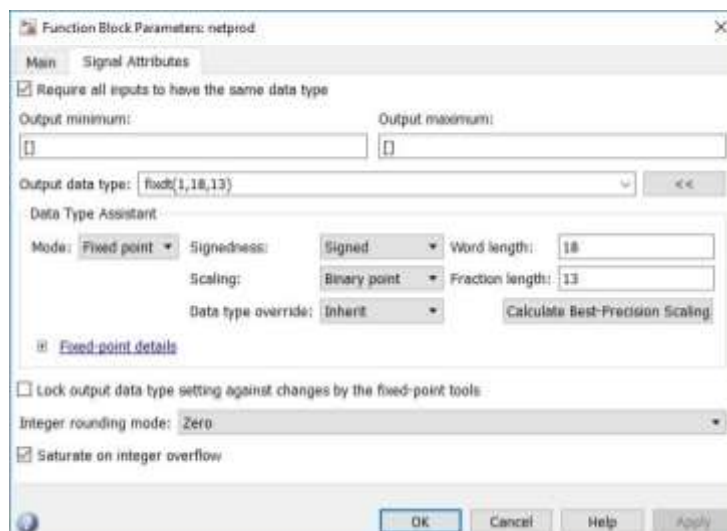 Function Block Parameters: netprod
Main Signal Attributes
Require all inputs to have the same data type
Output minimum: Output maximum:
[] []
Output data type: fixdt(1,18,13) <<
Data Type Assistant
Mode: Fixed point Signedness: Signed Word length: 18
Scaling: Binary point Fraction length: 13
Data type override: Inherit Calculate Best-Precision Scaling
Fixed-point details
Lock output data type setting against changes by the fixed-point tools
Integer rounding mode: Zero
Saturate on integer overflow
OK Cancel Help Apply